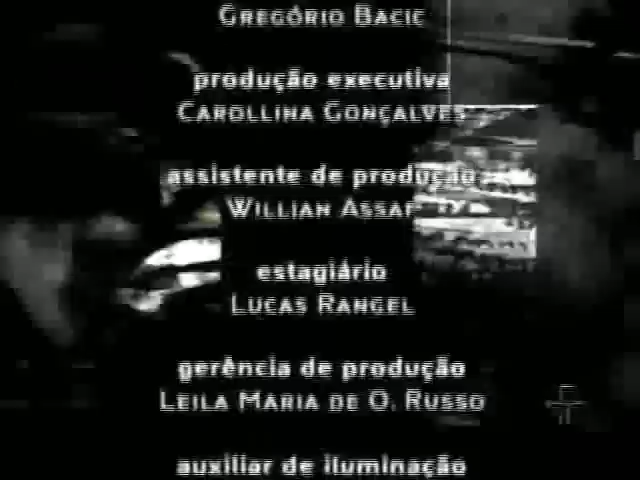 GREGÓRIO BACIC
produção executiva
CAROLLINA GONÇALVES
assistente de produção
WILLIAN ASSAF
estagiário
LUCAS RANGEL
gerência de produção
LEILA MARIA DE O. RUSSO
auxiliar de iluminação